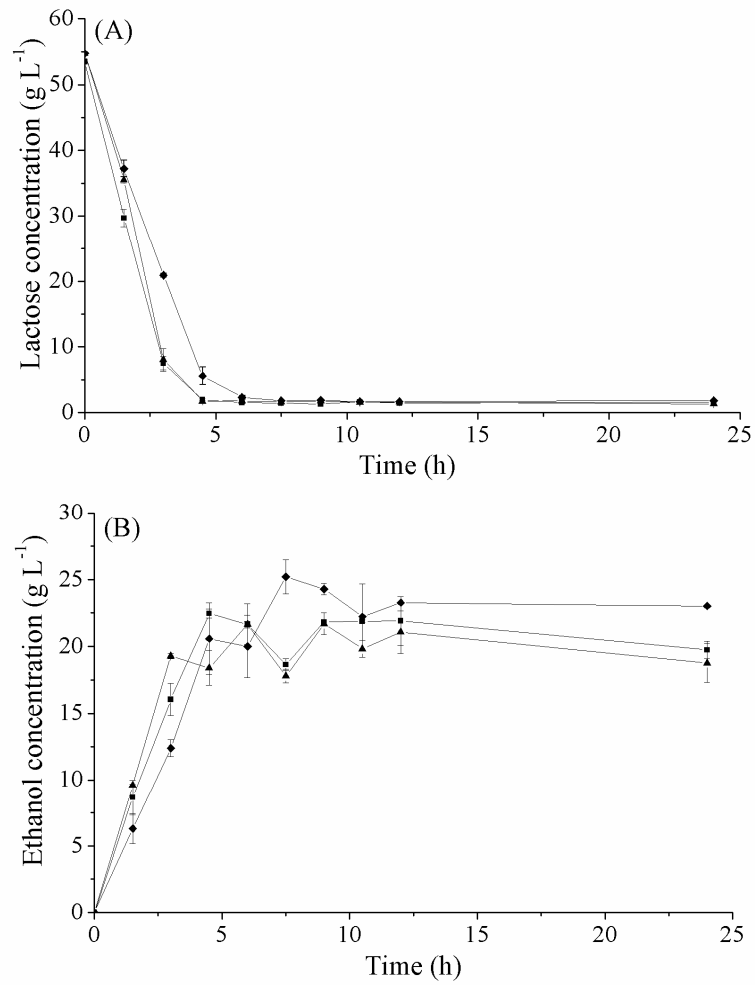 (A)
Lactose concentration (g L⁻¹)
60
50
40
30
20
10
0
0 5 10 15 20 25
Time (h)
(B)
Ethanol concentration (g L⁻¹)
30
25
20
15
10
5
0
0 5 10 15 20 25
Time (h)